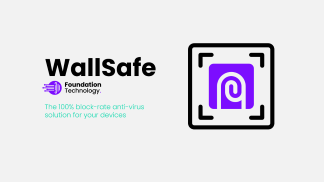 WallSafe
Foundation
Technology.
The 100% block-rate anti-virus
solution for your devices